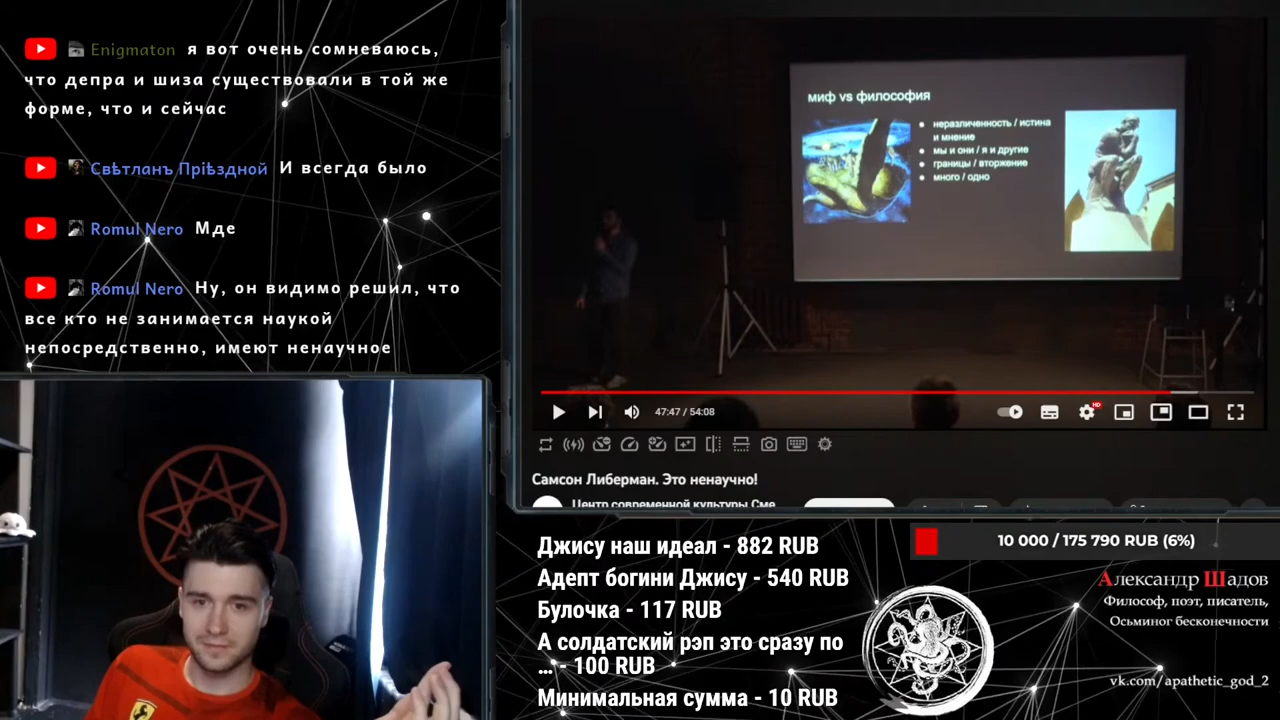 Enigmaton я вот очень сомневаюсь,
что депра и шиза существовали в той же
форме, что и сейчас
Свѣтланъ Прiѣздной И всегда было
Romul Nero Мде
Romul Nero Ну, он видимо решил, что
все кто не занимается наукой
непосредственно, имеют ненаучное
миф vs философия
неразличенность / истина
и мнение
мы и они / я и другие
границы / вторжение
много / одно
47:47 / 54:08
HD
Самсон Либерман. Это ненаучно!
Центр современной культуры Сме
Джису наш идеал - 882 RUB
Адепт богини Джису - 540 RUB
Булочка - 117 RUB
А солдатский рэп это сразу по
... - 100 RUB
Минимальная сумма - 10 RUB
10 000 / 175 790 RUB (6%)
Александр Шадов
Философ, поэт, писатель,
Осьминог бесконечности
vk.com/apathetic_god_2